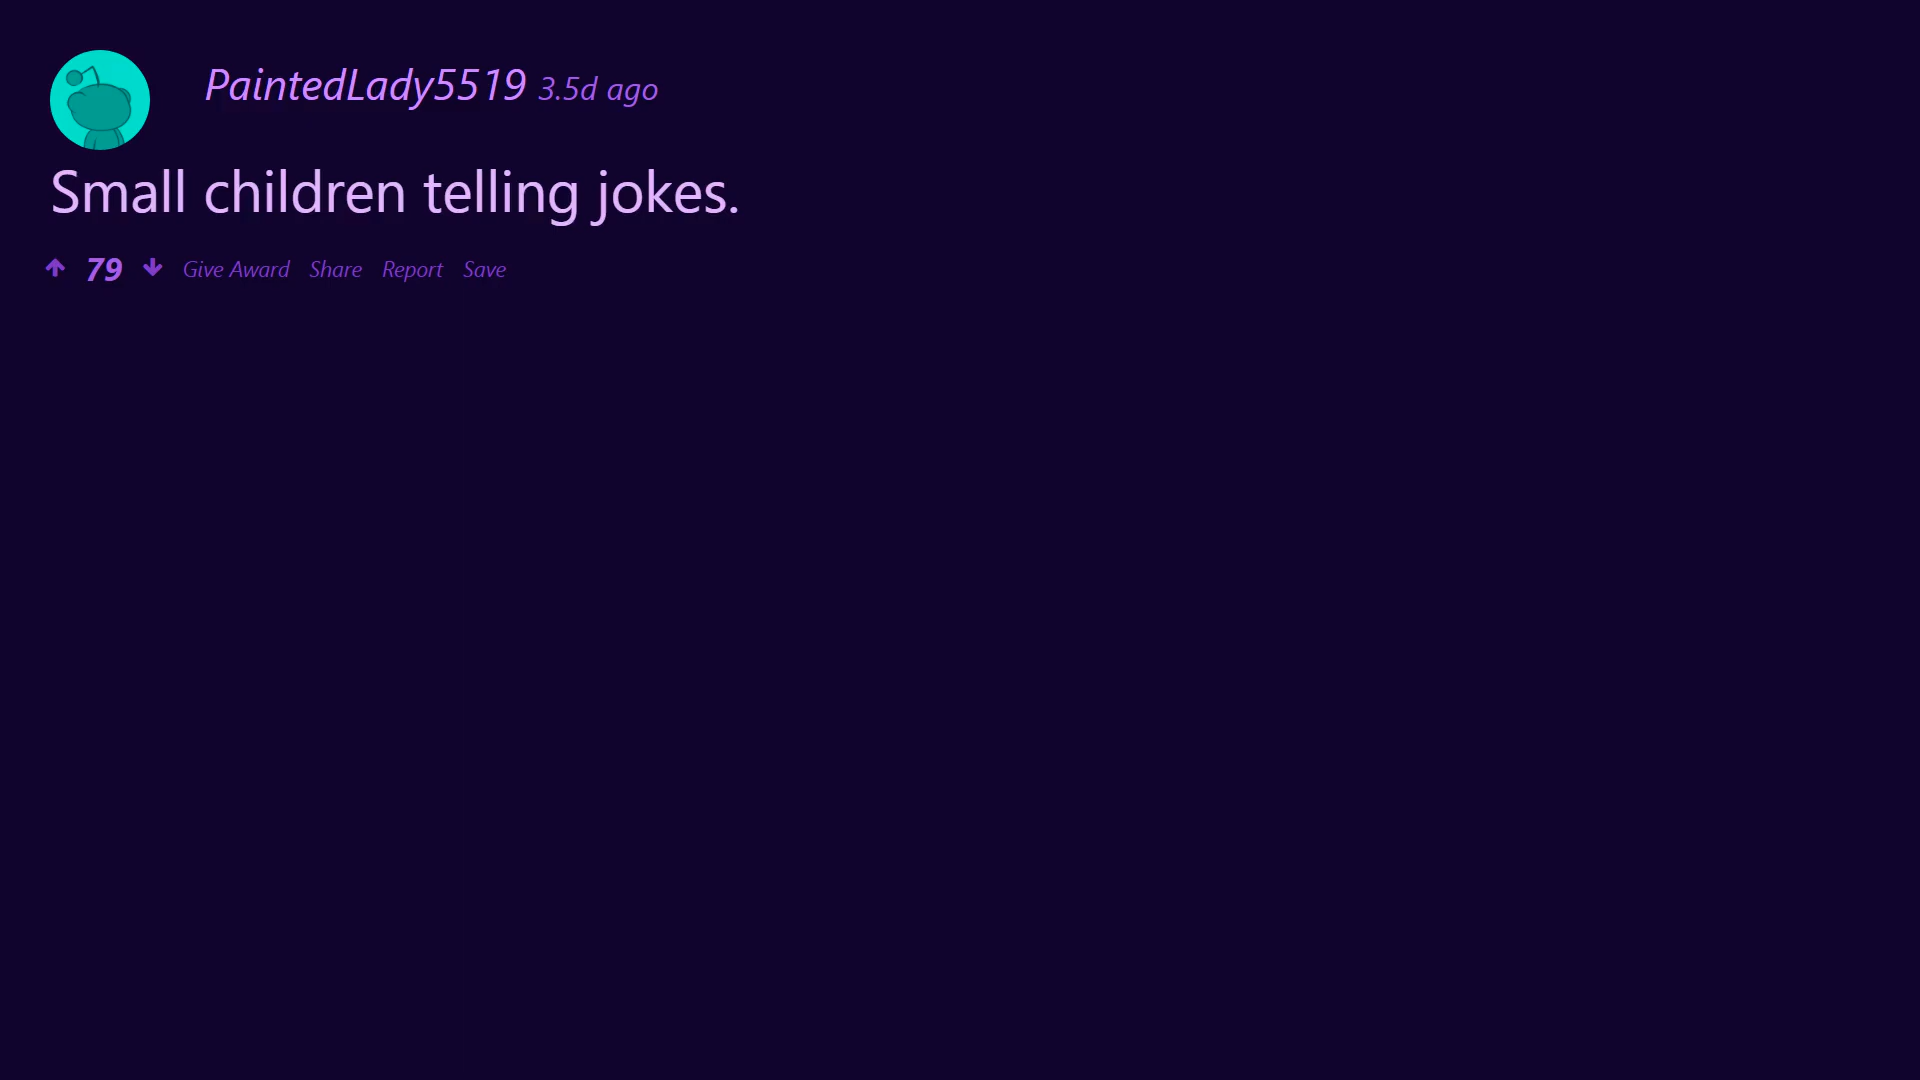 PaintedLady5519 3.5d ago
Small children telling jokes.
79 Give Award Share Report Save